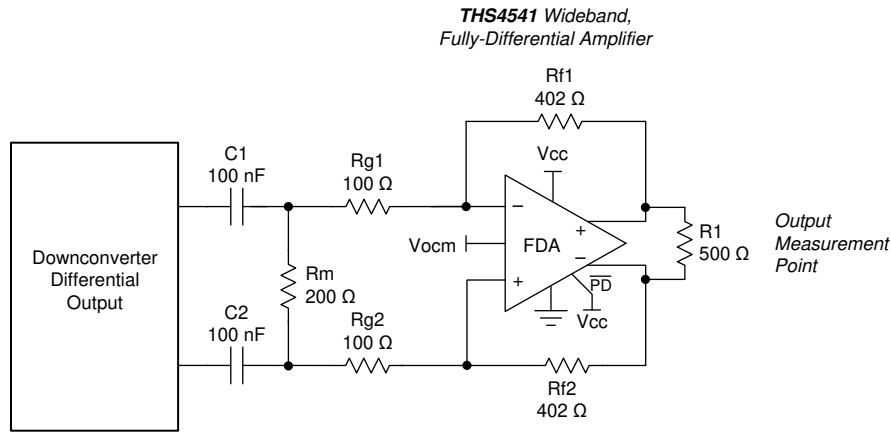 THS4541 Wideband,
Fully-Differential Amplifier
Rf1
402 Ω
C1
100 nF
Rg1
100 Ω
Vcc
Downconverter
Differential
Output
Rm
200 Ω
Vocm
−
+
FDA
+
−
PD
Vcc
R1
500 Ω
Output
Measurement
Point
C2
100 nF
Rg2
100 Ω
Rf2
402 Ω